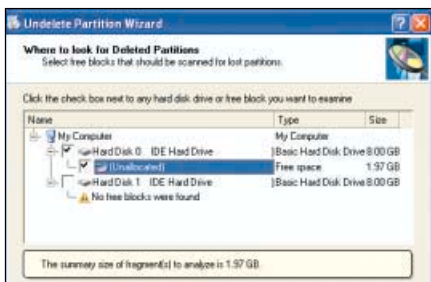 Undelete Partition Wizard
Where to look for Deleted Partitions
Select free blocks that should be scanned for lost partitions.
Click the check box next to any hard disk drive or free block you want to examine
Name Type Size
My Computer My Computer
Hard Disk 0 IDE Hard Drive )Basic Hard Disk Drive 8.00 GB
(Unallocated) Free space 1.97 GB
Hard Disk 1 IDE Hard Drive )Basic Hard Disk Drive 8.00 GB
No free blocks were found
The summary size of fragment(s) to analyze is 1.97 GB